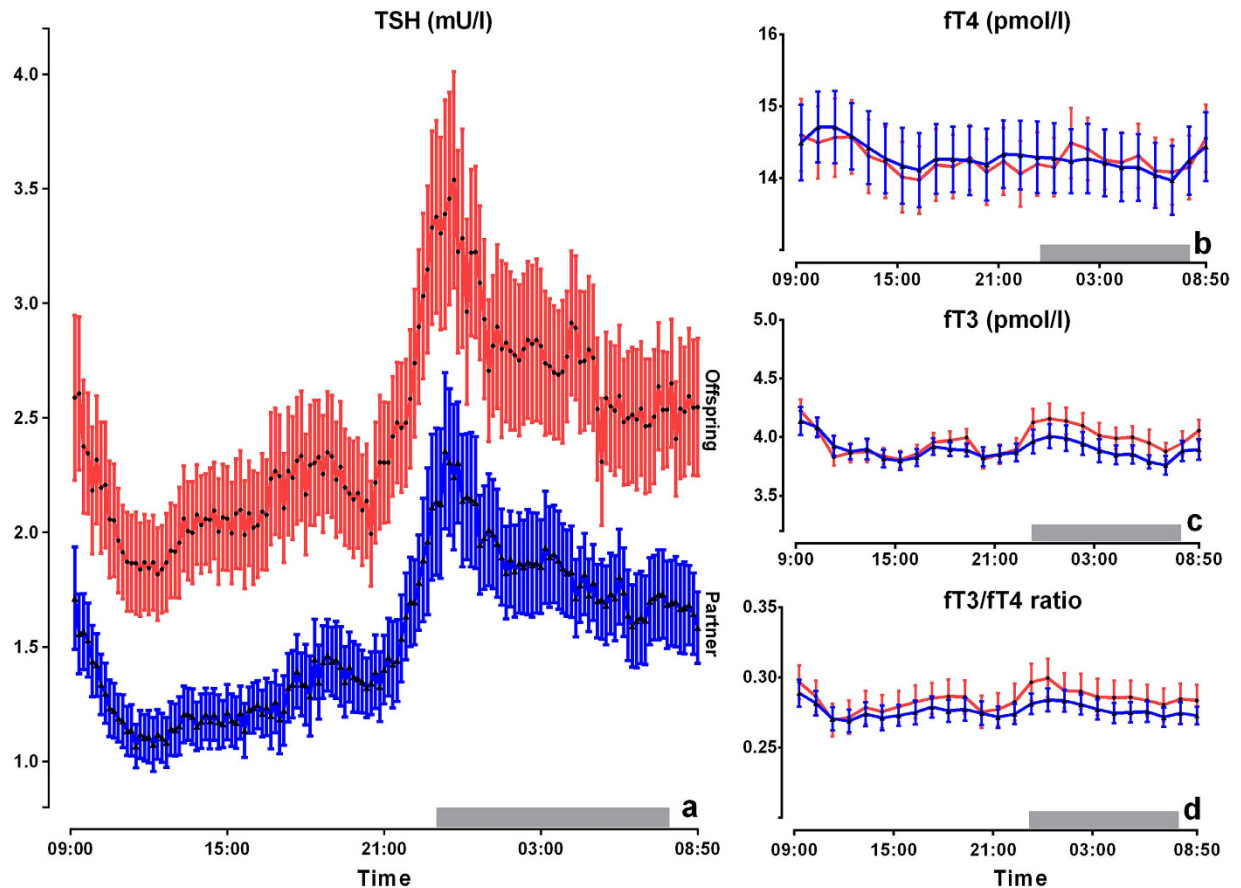 TSH (mU/l)
4.0
3.5
3.0
2.5
2.0
1.5
1.0
Offspring
Partner
a
09:00 15:00 21:00 03:00 08:50
Time
fT4 (pmol/l)
16
15
14
b
09:00 15:00 21:00 03:00 08:50
fT3 (pmol/l)
5.0
4.5
4.0
3.5
c
9:00 15:00 21:00 03:00 08:50
fT3/fT4 ratio
0.35
0.30
0.25
d
09:00 15:00 21:00 03:00 08:50
Time